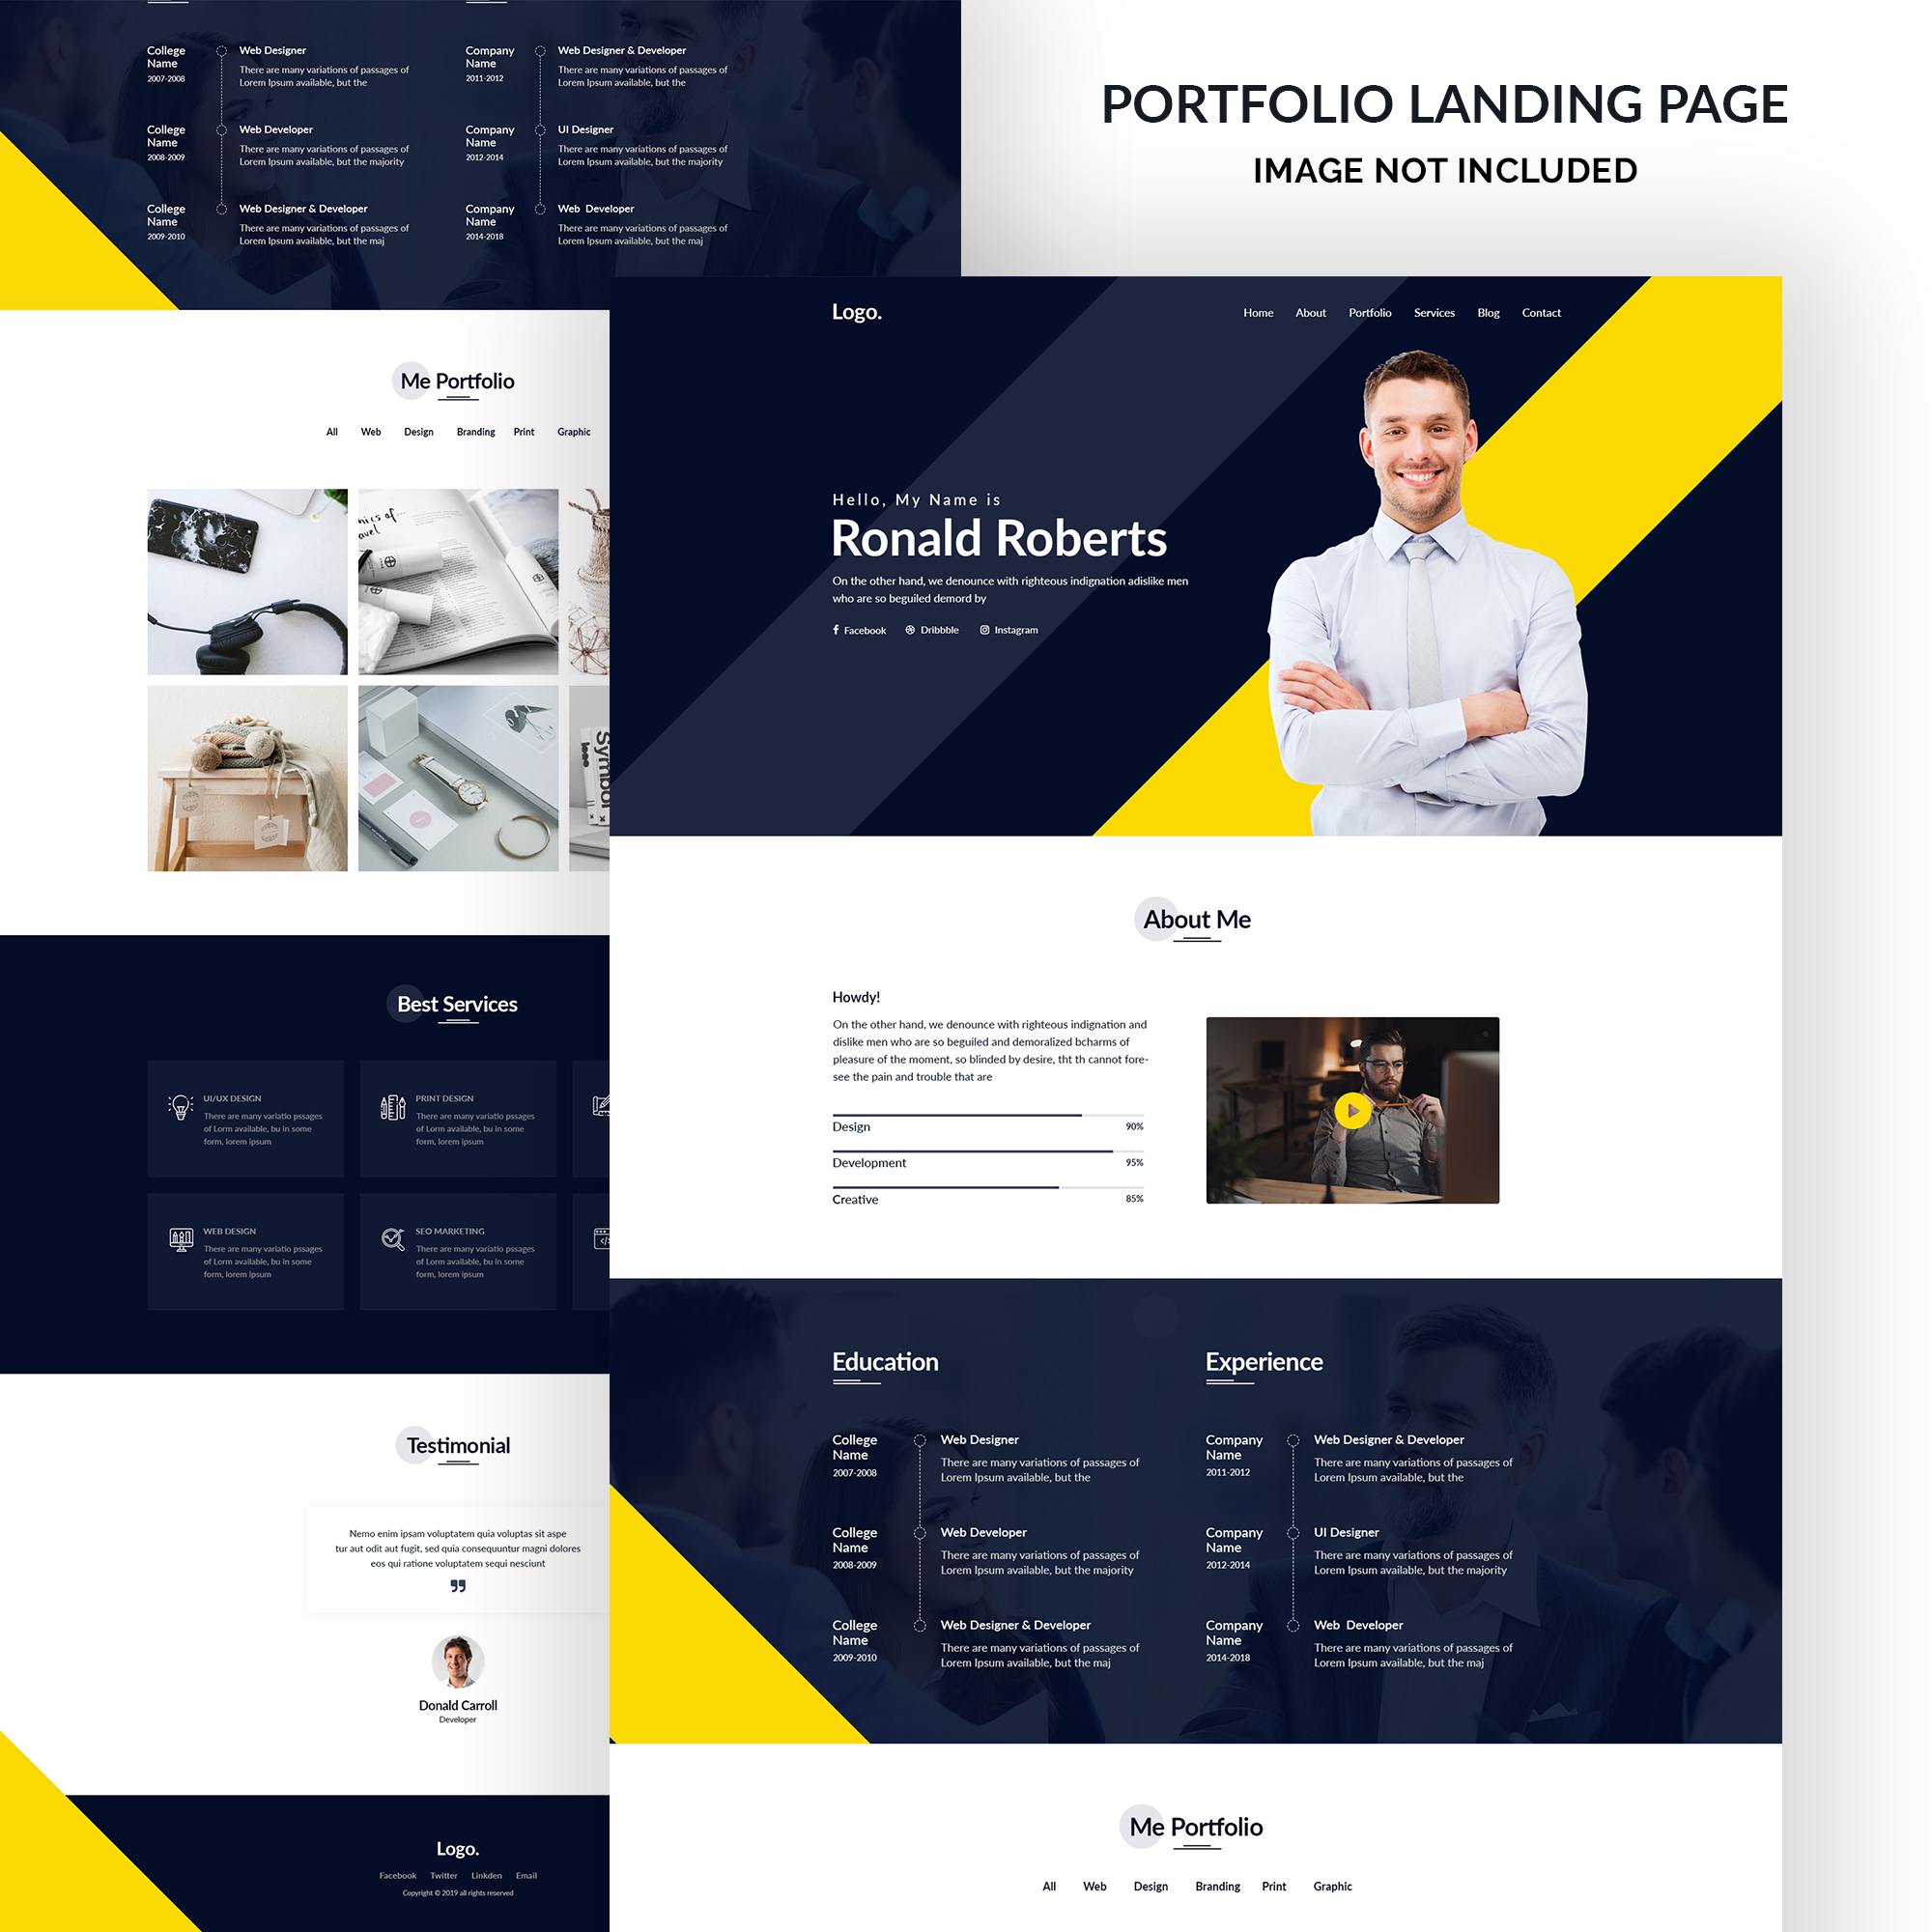 PORTFOLIO LANDING PAGE
IMAGE NOT INCLUDED
College
Name
2007-2008
Web Designer
There are many variations of passages of
Lorem Ipsum available, but the
College
Name
2008-2009
Web Developer
There are many variations of passages of
Lorem Ipsum available, but the majority
College
Name
2009-2010
Web Designer & Developer
There are many variations of passages of
Lorem Ipsum available, but the maj
Company
Name
2011-2012
Web Designer & Developer
There are many variations of passages of
Lorem Ipsum available, but the
Company
Name
2012-2014
UI Designer
There are many variations of passages of
Lorem Ipsum available, but the majority
Company
Name
2014-2018
Web Developer
There are many variations of passages of
Lorem Ipsum available, but the maj
Me Portfolio
All Web Design Branding Print Graphic
Symbol
logo
Best Services
UI/UX DESIGN
There are many variatio pssages
of Lorm available, bu in some
form, lorem ipsum
PRINT DESIGN
There are many variatio pssages
of Lorm available, bu in some
form, lorem ipsum
WEB DESIGN
There are many variatio pssages
of Lorm available, bu in some
form, lorem ipsum
SEO MARKETING
There are many variatio pssages
of Lorm available, bu in some
form, lorem ipsum
Testimonial
Nemo enim ipsam voluptatem quia voluptas sit aspe
tur aut odit aut fugit, sed quia consequuntur magni dolores
eos qui ratione voluptatem sequi nesciunt
Donald Carroll
Developer
Logo.
Facebook Twitter Linkden Email
Copyright © 2019 all rights reserved
Logo.
Home About Portfolio Services Blog Contact
Hello, My Name is
Ronald Roberts
On the other hand, we denounce with righteous indignation adislike men
who are so beguiled demord by
Facebook Dribbble Instagram
About Me
Howdy!
On the other hand, we denounce with righteous indignation and
dislike men who are so beguiled and demoralized bcharms of
pleasure of the moment, so blinded by desire, tht th cannot fore-
see the pain and trouble that are
Design 90%
Development 95%
Creative 85%
Education
College
Name
2007-2008
Web Designer
There are many variations of passages of
Lorem Ipsum available, but the
College
Name
2008-2009
Web Developer
There are many variations of passages of
Lorem Ipsum available, but the majority
College
Name
2009-2010
Web Designer & Developer
There are many variations of passages of
Lorem Ipsum available, but the maj
Experience
Company
Name
2011-2012
Web Designer & Developer
There are many variations of passages of
Lorem Ipsum available, but the
Company
Name
2012-2014
UI Designer
There are many variations of passages of
Lorem Ipsum available, but the majority
Company
Name
2014-2018
Web Developer
There are many variations of passages of
Lorem Ipsum available, but the maj
Me Portfolio
All Web Design Branding Print Graphic